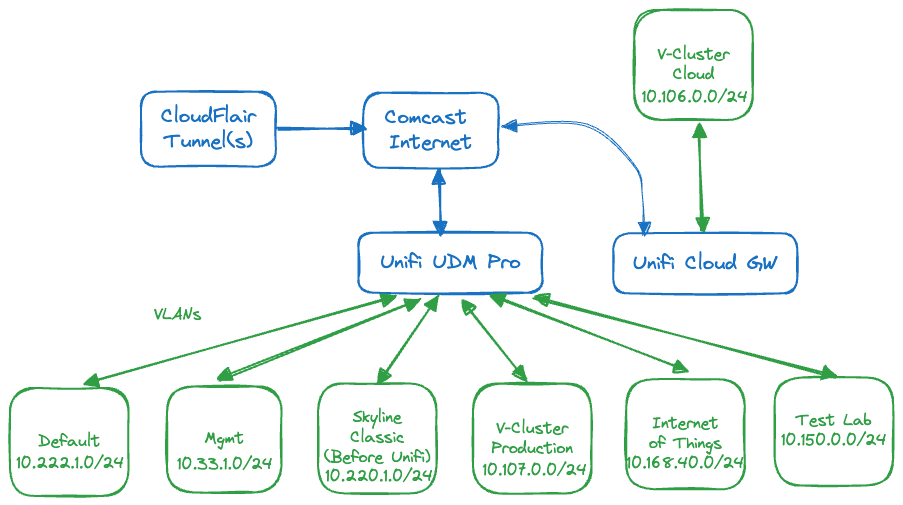 V-Cluster
Cloud
10.106.0.0/24
CloudFlair
Tunnel(s)
Comcast
Internet
Unifi UDM Pro
Unifi Cloud GW
VLANs
Default
10.222.1.0/24
Mgmt
10.33.1.0/24
Skyline
Classic
(Before Unifi)
10.220.1.0/24
V-Cluster
Production
10.107.0.0/24
Internet
of Things
10.168.40.0/24
Test Lab
10.150.0.0/24